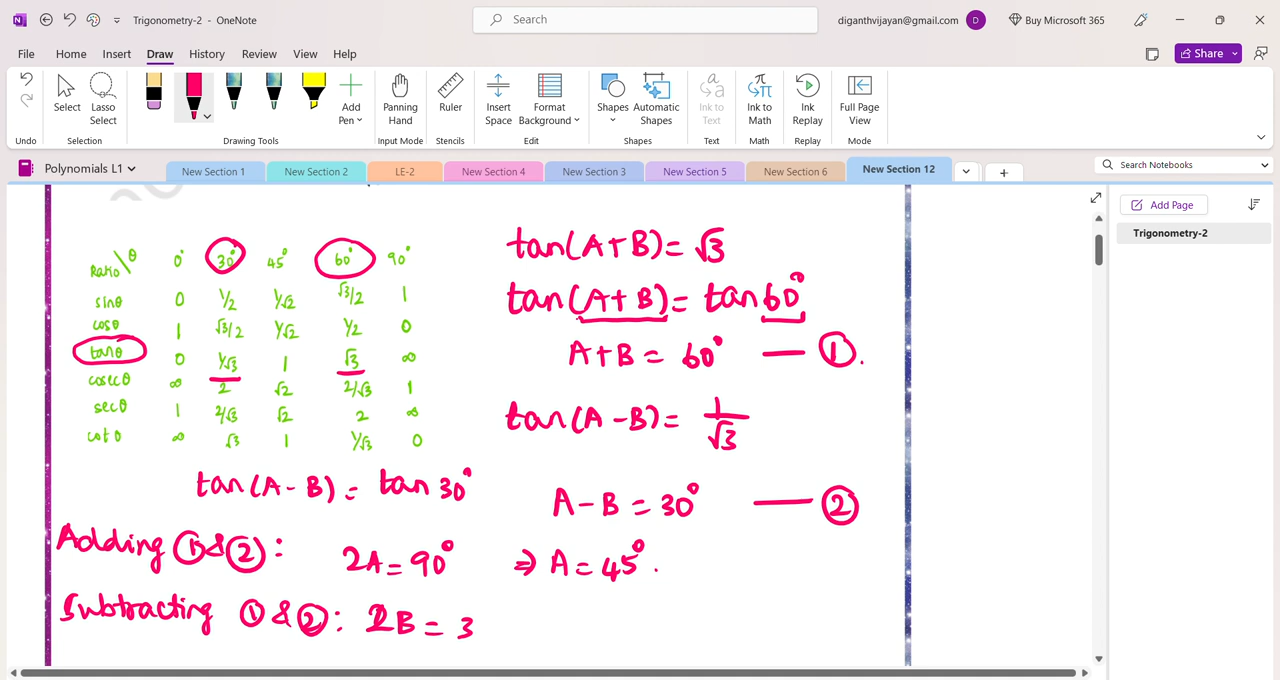 Trigonometry-2 - OneNote
Search
diganthvijayan@gmail.com
D
Buy Microsoft 365
File Home Insert Draw History Review View Help
Share
Select
Lasso Select
Add Pen
Panning Hand
Ruler
Insert Space
Format Background
Shapes
Automatic Shapes
Ink to Text
Ink to Math
Ink Replay
Full Page View
Undo
Selection
Drawing Tools
Input Mode
Stencils
Edit
Shapes
Text
Math
Replay
Mode
Polynomials L1
New Section 1
New Section 2
LE-2
New Section 4
New Section 3
New Section 5
New Section 6
New Section 12
Search Notebooks
Add Page
Trigonometry-2
Ratio\θ 0° 30° 45° 60° 90°
sinθ 0 1/2 1/√2 √3/2 1
cosθ 1 √3/2 1/√2 1/2 0
tanθ 0 1/√3 1 √3 ∞
cosecθ ∞ 2 √2 2/√3 1
secθ 1 2/√3 √2 2 ∞
cotθ ∞ √3 1 1/√3 0
tan(A+B) = √3
tan(A+B) = tan60°
A+B = 60° — ①.
tan(A-B) = 1/√3
tan(A-B) = tan 30°
A-B = 30° — ②
Adding ① & ②: 2A = 90° ⇒ A = 45°.
Subtracting ① & ②: 2B = 3